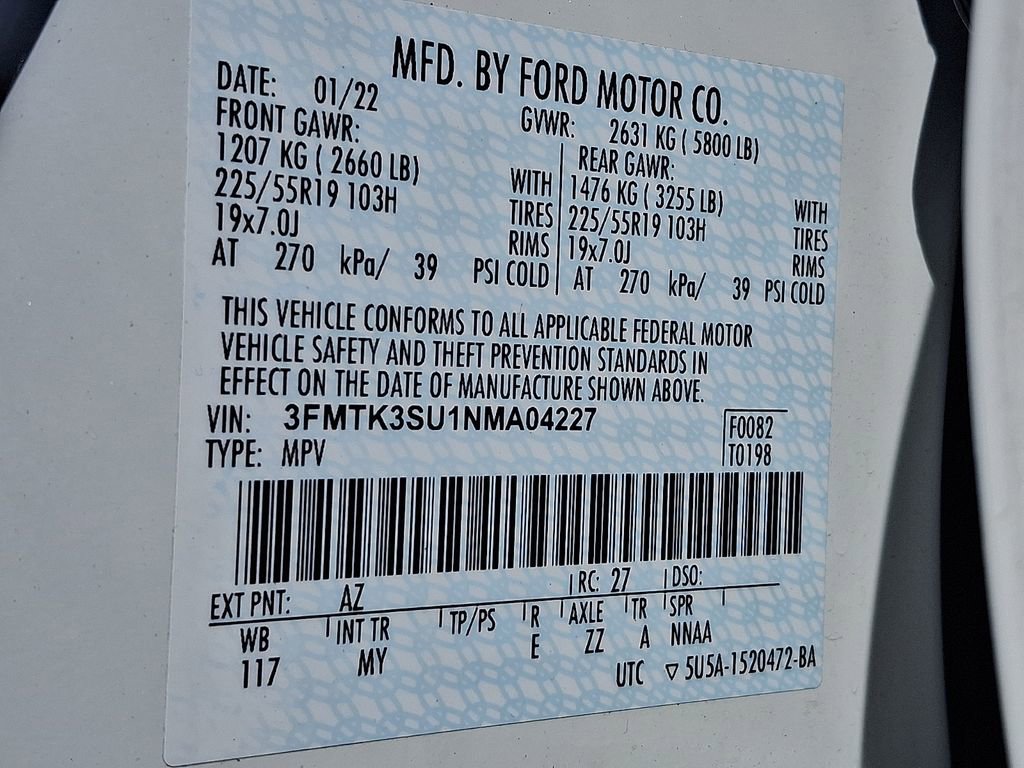 MFD. BY FORD MOTOR CO.
DATE: 01/22
GVWR: 2631 KG ( 5800 LB)
FRONT GAWR:
REAR GAWR:
1207 KG ( 2660 LB) WITH
1476 KG ( 3255 LB) WITH
225/55R19 103H TIRES
225/55R19 103H TIRES
19x7.0J RIMS
19x7.0J RIMS
AT 270 kPa/ 39 PSI COLD
AT 270 kPa/ 39 PSI COLD
THIS VEHICLE CONFORMS TO ALL APPLICABLE FEDERAL MOTOR
VEHICLE SAFETY AND THEFT PREVENTION STANDARDS IN
EFFECT ON THE DATE OF MANUFACTURE SHOWN ABOVE.
VIN: 3FMTK3SU1NMA04227
TYPE: MPV
F0082
T0198
EXT PNT: AZ RC: 27 DSO:
WB INT TR TP/PS R AXLE TR SPR
117 MY E ZZ A NNAA
UTC ▽ 5U5A-1520472-BA